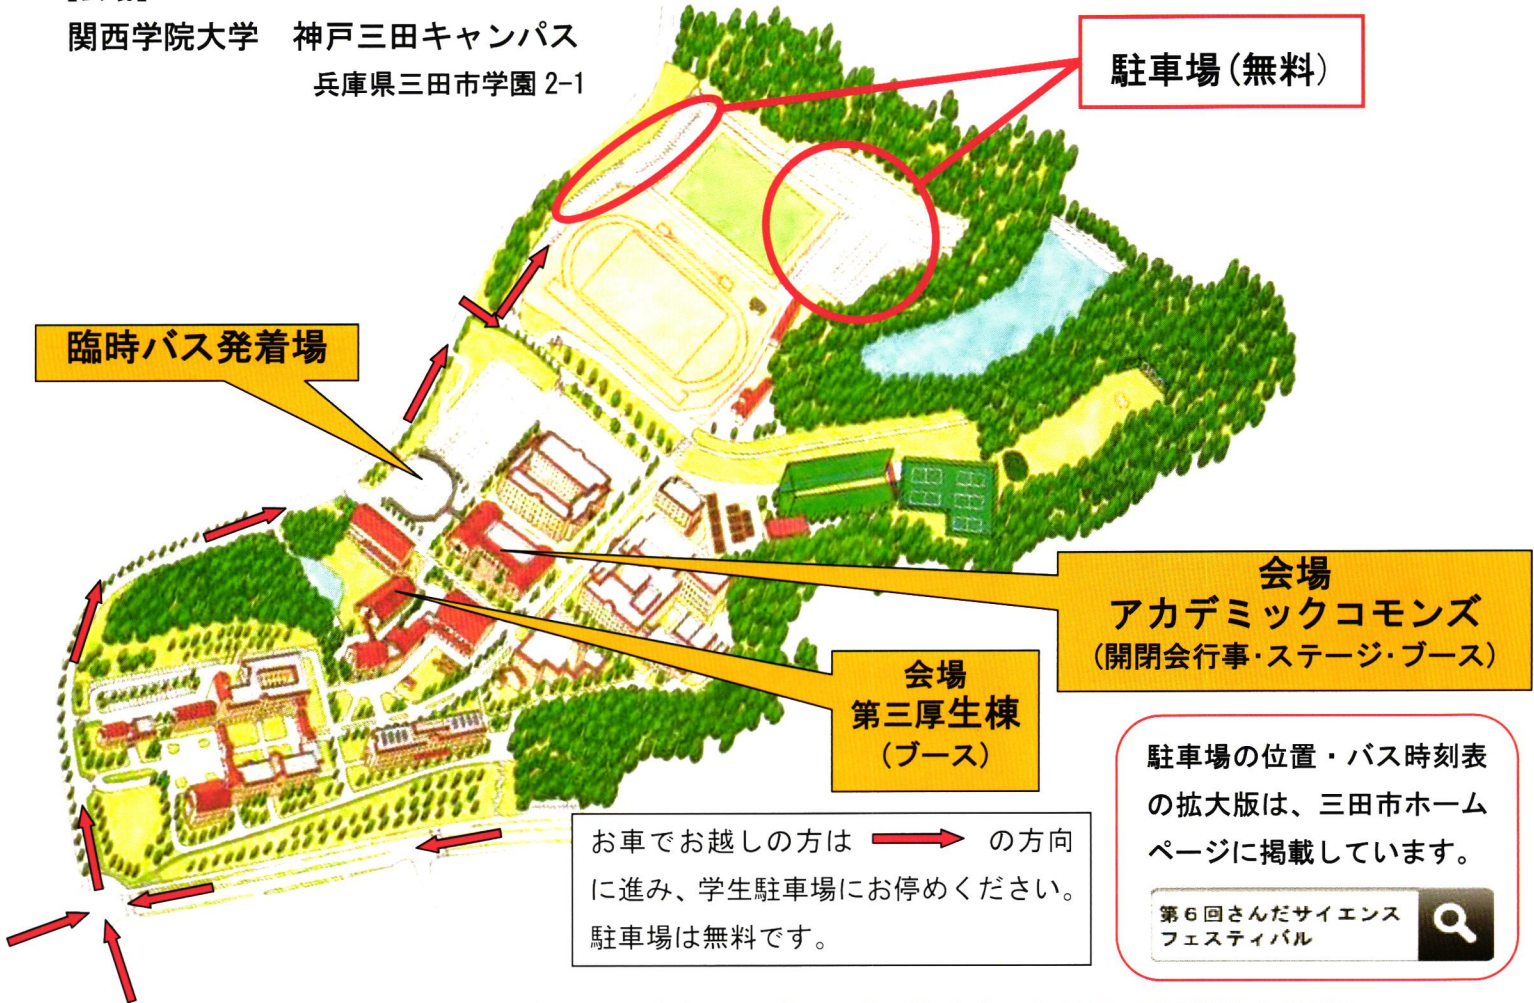 関西学院大学　神戸三田キャンパス
兵庫県三田市学園 2-1
駐車場(無料)
臨時バス発着場
会場
アカデミックコモンズ
(開閉会行事・ステージ・ブース)
会場
第三厚生棟
(ブース)
お車でお越しの方は の方向
に進み、学生駐車場にお停めください。
駐車場は無料です。
駐車場の位置・バス時刻表
の拡大版は、三田市ホーム
ページに掲載しています。
第６回さんだサイエンス
フェスティバル